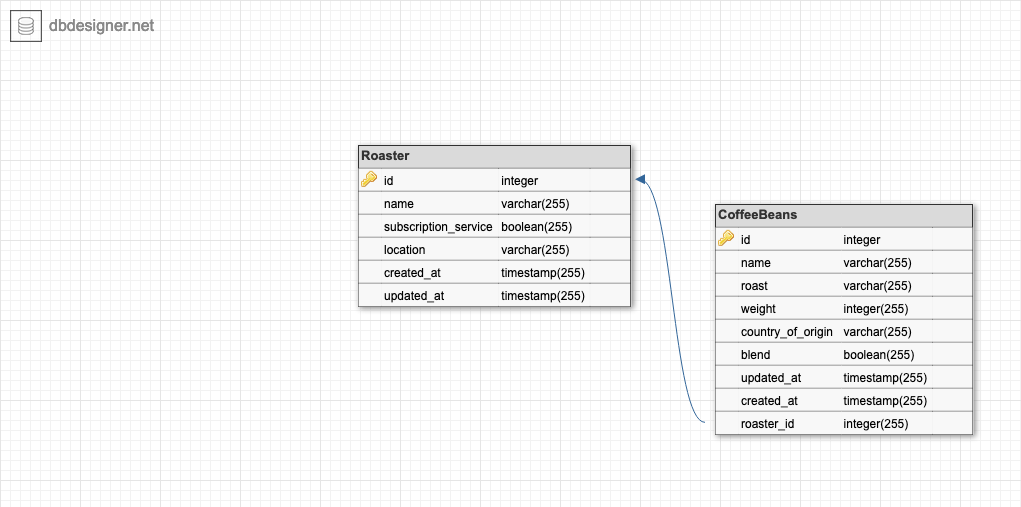 dbdesigner.net
Roaster
id integer
name varchar(255)
subscription_service boolean(255)
location varchar(255)
created_at timestamp(255)
updated_at timestamp(255)
CoffeeBeans
id integer
name varchar(255)
roast varchar(255)
weight integer(255)
country_of_origin varchar(255)
blend boolean(255)
updated_at timestamp(255)
created_at timestamp(255)
roaster_id integer(255)